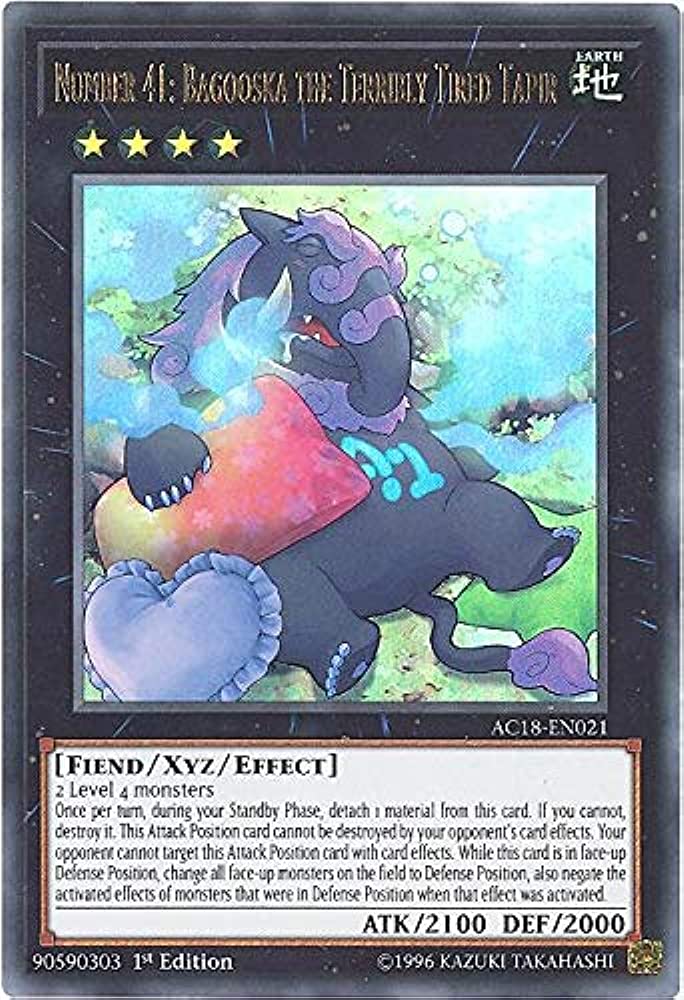 Number 41: Bagooska the Terribly Tired Tapir
EARTH
地
41
AC18-EN021
[Fiend/Xyz/Effect]
2 Level 4 monsters
Once per turn, during your Standby Phase, detach 1 material from this card. If you cannot,
destroy it. This Attack Position card cannot be destroyed by your opponent's card effects. Your
opponent cannot target this Attack Position card with card effects. While this card is in face-up
Defense Position, change all face-up monsters on the field to Defense Position, also negate the
activated effects of monsters that were in Defense Position when that effect was activated.
ATK/2100 DEF/2000
90590303 1st Edition ©1996 KAZUKI TAKAHASHI